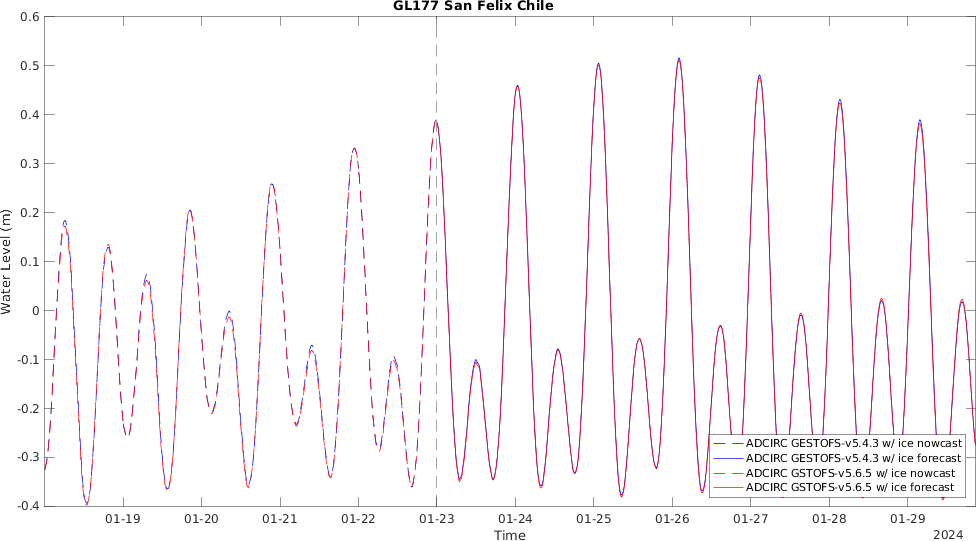 GL177 San Felix Chile
0.6
0.5
0.4
0.3
0.2
0.1
0
-0.1
-0.2
-0.3
-0.4
Water Level (m)
ADCIRC GESTOFS-v5.4.3 w/ ice nowcast
ADCIRC GESTOFS-v5.4.3 w/ ice forecast
ADCIRC GSTOFS-v5.6.5 w/ ice nowcast
ADCIRC GSTOFS-v5.6.5 w/ ice forecast
01-19 01-20 01-21 01-22 01-23 01-24 01-25 01-26 01-27 01-28 01-29
Time
2024